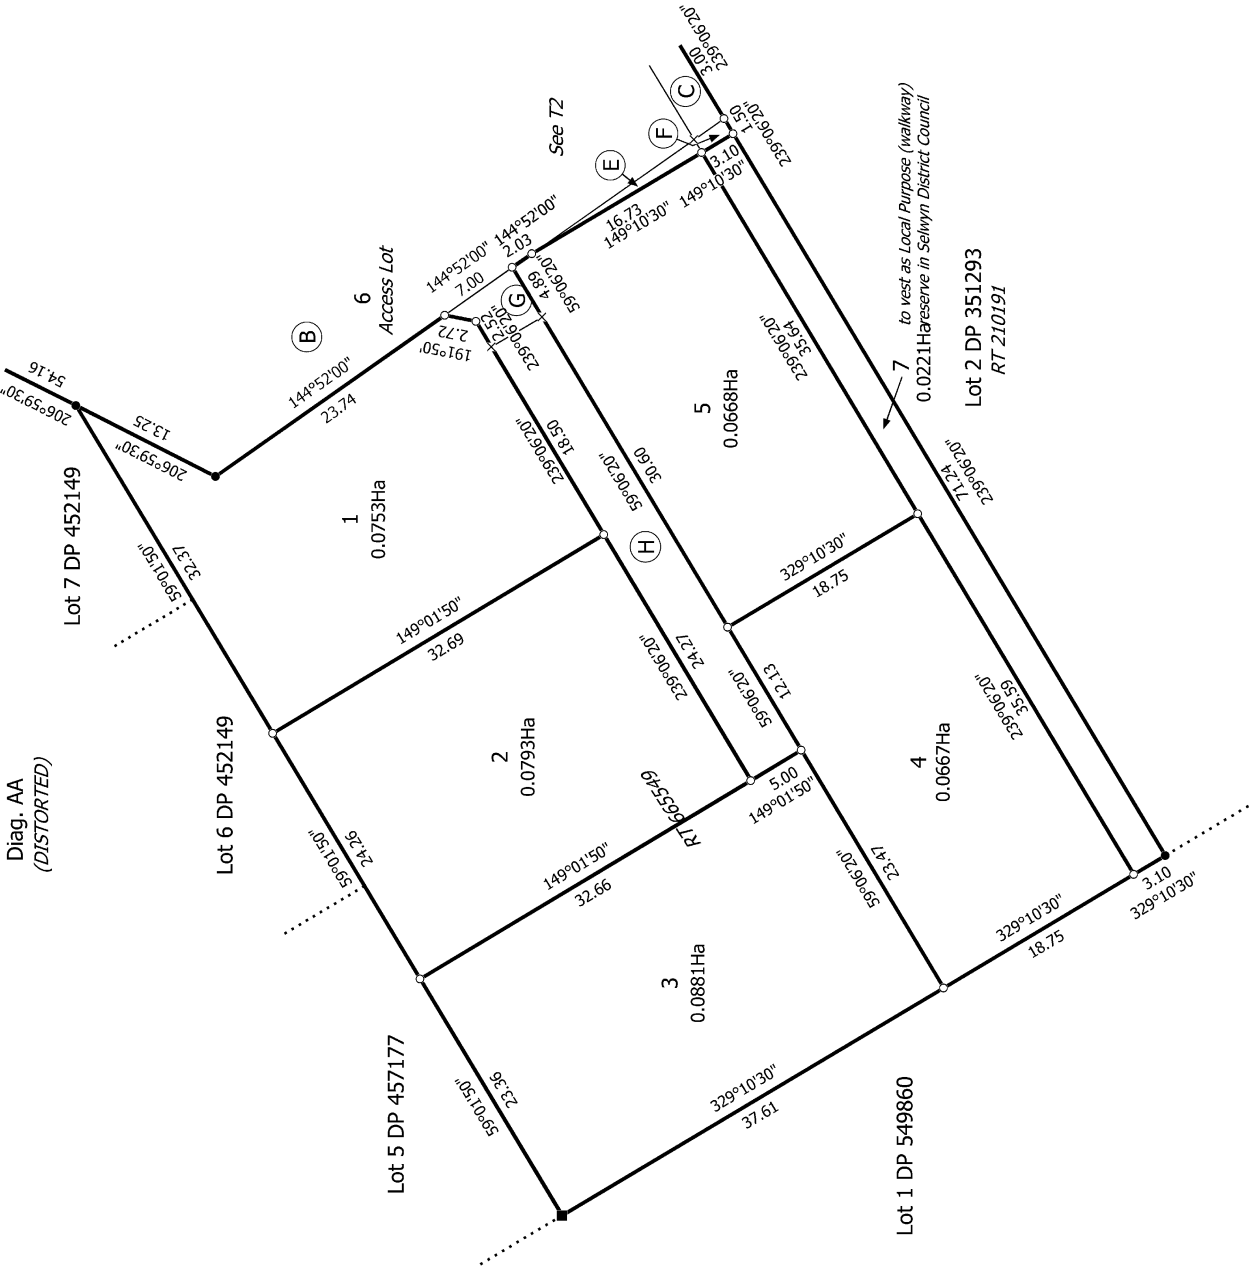 Diag. AA
(DISTORTED)
Lot 7 DP 452149
Lot 6 DP 452149
Lot 5 DP 457177
Lot 1 DP 549860
Lot 2 DP 351293
RT 210191
54.16
206°59'30"
13.25
206°59'30"
B
6
Access Lot
See T2
144°52'00"
23.74
144°52'00"
7.00
144°52'00"
2.03
2.72
191°50'
2.52
239°06'20"
G
4.89
59°06'20"
E
16.73
149°10'30"
F
C
3.00
239°06'20"
1.50
239°06'20"
3.10
149°10'30"
to vest as Local Purpose (walkway)
reserve in Selwyn District Council
7
0.0221Ha
59°01'50"
32.37
1
0.0753Ha
239°06'20"
18.50
149°01'50"
32.69
H
59°06'20"
30.60
5
0.0668Ha
239°06'20"
35.64
329°10'30"
18.75
71.24
239°06'20"
59°01'50"
24.26
2
0.0793Ha
239°06'20"
24.27
59°06'20"
12.13
RT 665549
149°01'50"
32.66
5.00
149°01'50"
4
0.0667Ha
239°06'20"
35.59
59°06'20"
23.47
3
0.0881Ha
59°01'50"
23.36
329°10'30"
37.61
329°10'30"
18.75
3.10
329°10'30"